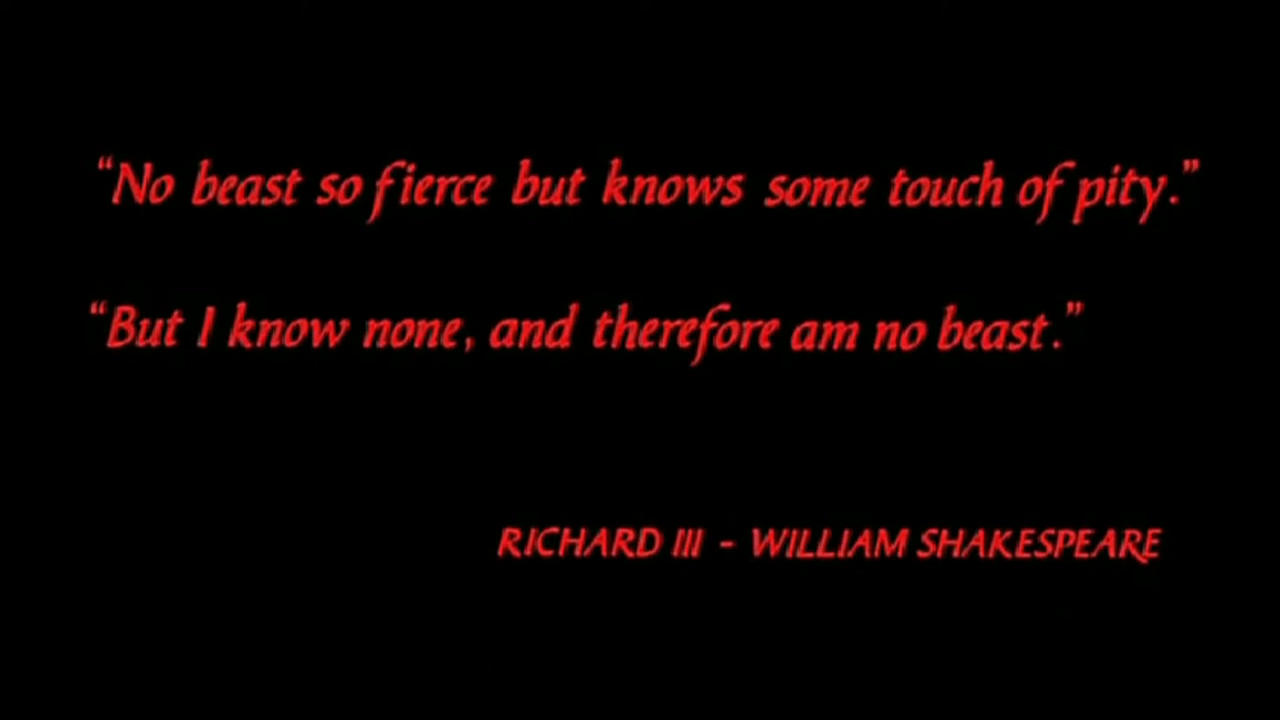 “No beast so fierce but knows some touch of pity.”
“But I know none, and therefore am no beast.”
RICHARD III - WILLIAM SHAKESPEARE